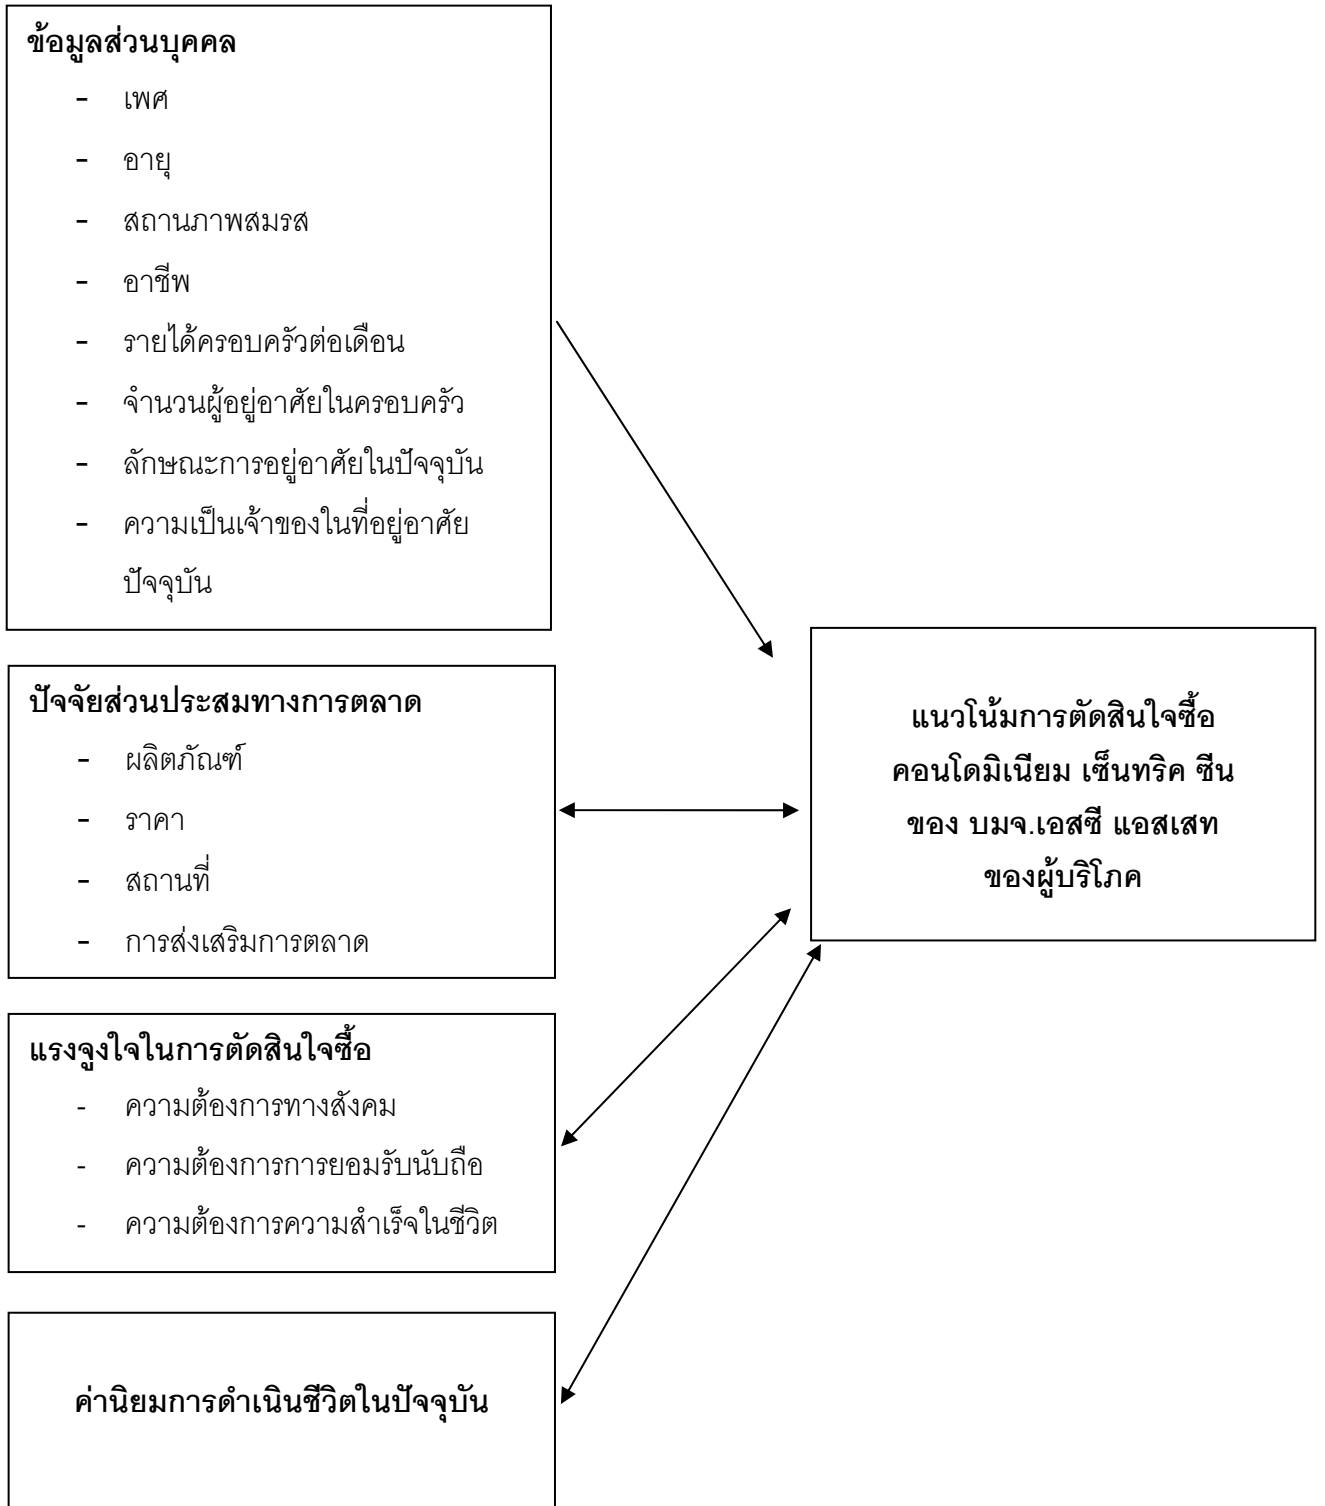 ข้อมูลส่วนบุคคล
- เพศ
- อายุ
- สถานภาพสมรส
- อาชีพ
- รายได้ครอบครัวต่อเดือน
- จำนวนผู้อยู่อาศัยในครอบครัว
- ลักษณะการอยู่อาศัยในปัจจุบัน
- ความเป็นเจ้าของในที่อยู่อาศัย
ปัจจุบัน
ปัจจัยส่วนประสมทางการตลาด
- ผลิตภัณฑ์
- ราคา
- สถานที่
- การส่งเสริมการตลาด
แรงจูงใจในการตัดสินใจซื้อ
- ความต้องการทางสังคม
- ความต้องการการยอมรับนับถือ
- ความต้องการความสำเร็จในชีวิต
ค่านิยมการดำเนินชีวิตในปัจจุบัน
แนวโน้มการตัดสินใจซื้อ
คอนโดมิเนียม เซ็นทริค ซีน
ของ บมจ.เอสซี แอสเสท
ของผู้บริโภค